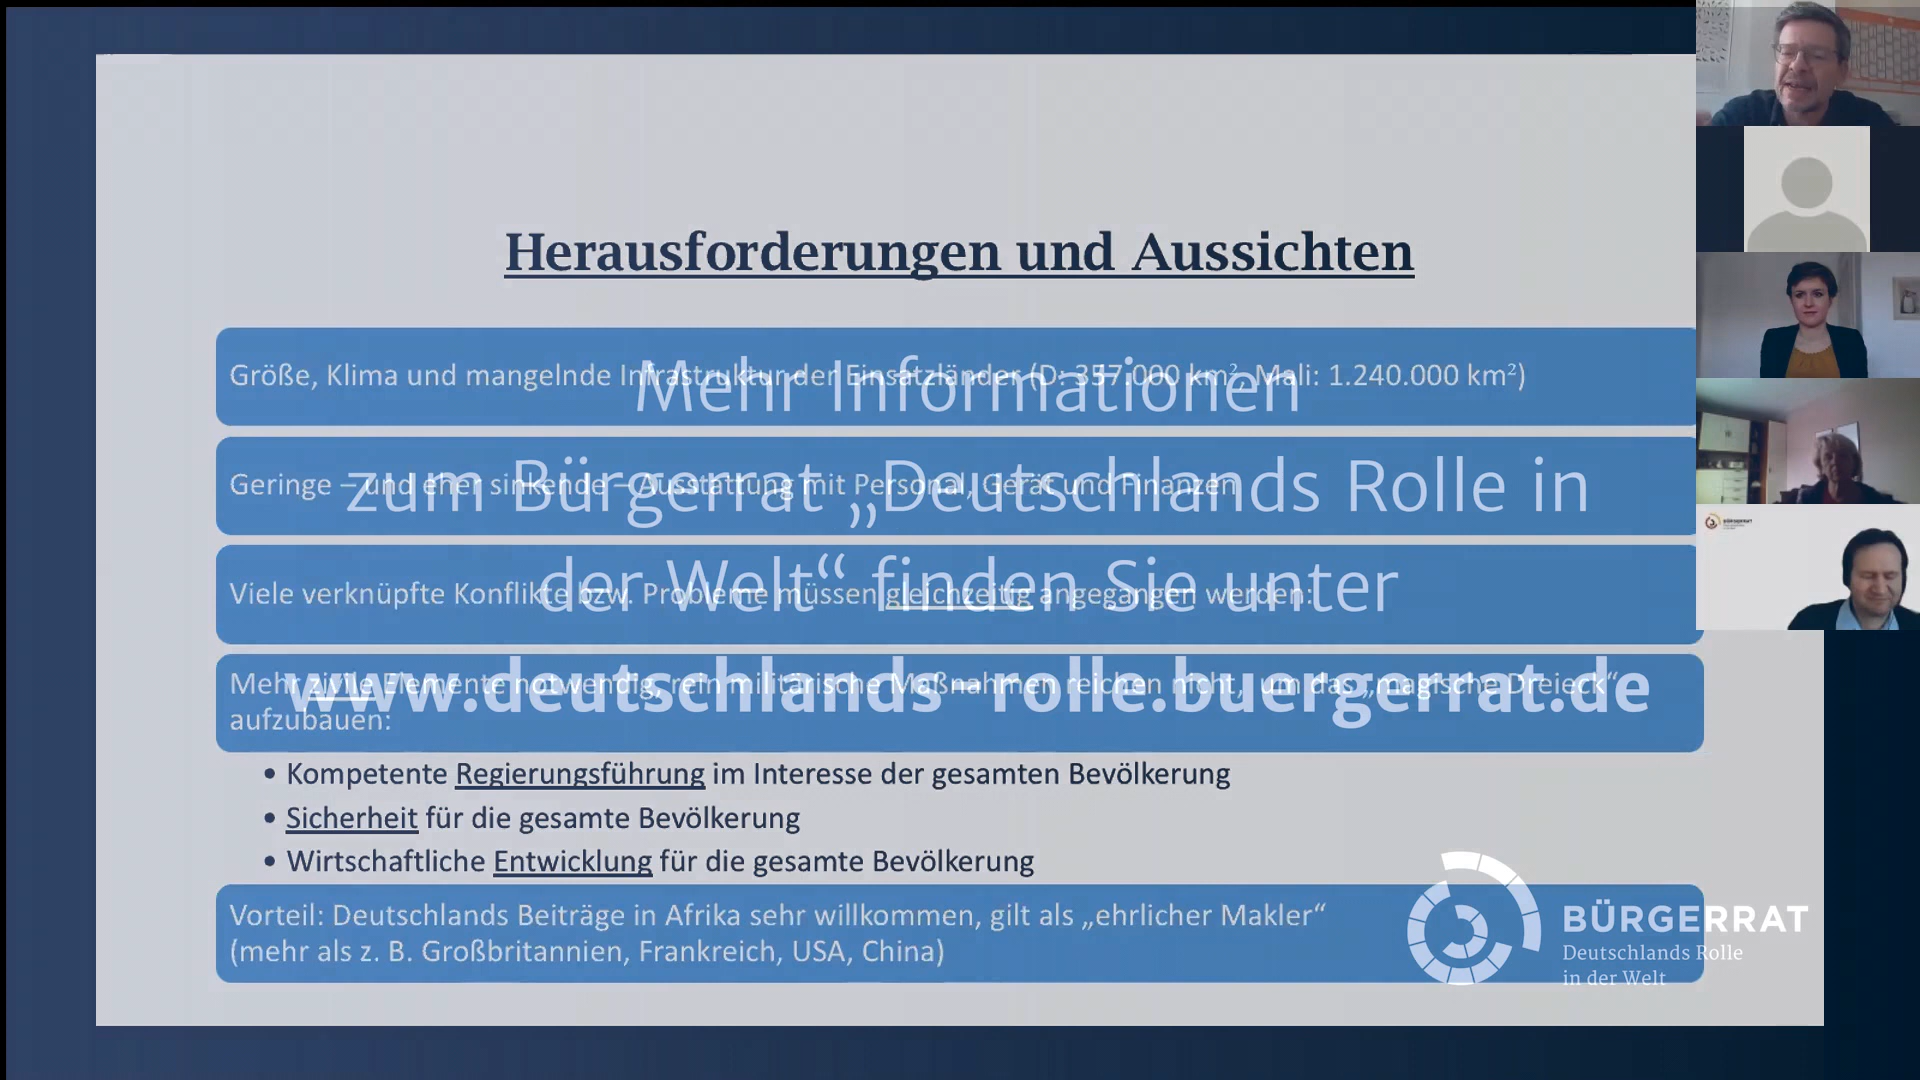 Herausforderungen und Aussichten
Größe, Klima und mangelnde Infrastruktur der Einsatzländer (D: 357.000 km², Mali: 1.240.000 km²)
Mehr Informationen
Geringe – und eher sinkende – Ausstattung mit Personal, Gerät und Finanzen
zum Bürgerrat „Deutschlands Rolle in
Viele verknüpfte Konflikte bzw. Probleme müssen gleichzeitig angegangen werden:
der Welt“ finden Sie unter
Mehr zivile Elemente notwendig, rein militärische Maßnahmen reichen nicht, um das „magische Dreieck“
aufzubauen:
www.deutschlands-rolle.buergerrat.de
• Kompetente Regierungsführung im Interesse der gesamten Bevölkerung
• Sicherheit für die gesamte Bevölkerung
• Wirtschaftliche Entwicklung für die gesamte Bevölkerung
Vorteil: Deutschlands Beiträge in Afrika sehr willkommen, gilt als „ehrlicher Makler“
(mehr als z. B. Großbritannien, Frankreich, USA, China)
BÜRGERRAT
Deutschlands Rolle
in der Welt